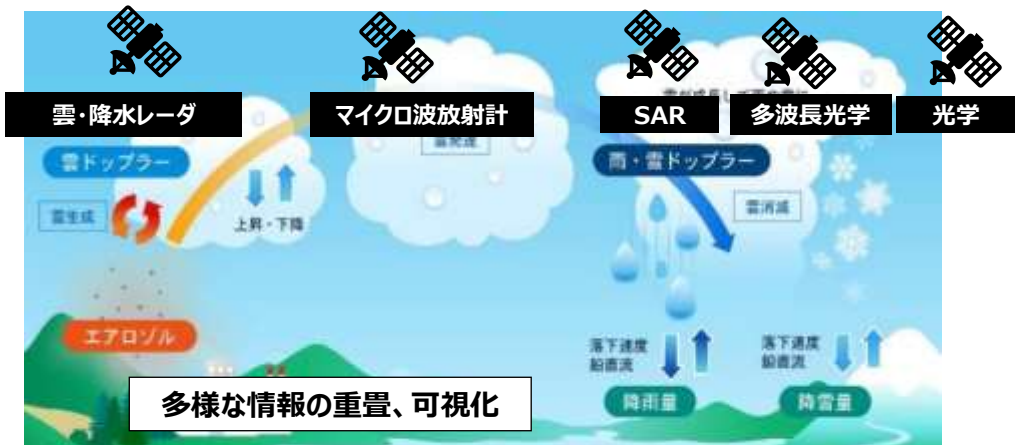 雲・降水レーダ
マイクロ波放射計
SAR
多波長光学
光学
雲ドップラー
雨・雪ドップラー
雲生成
上昇・下降
雲消滅
エアロゾル
落下速度
鉛直流
落下速度
鉛直流
多様な情報の重畳、可視化
降雨量
降雪量